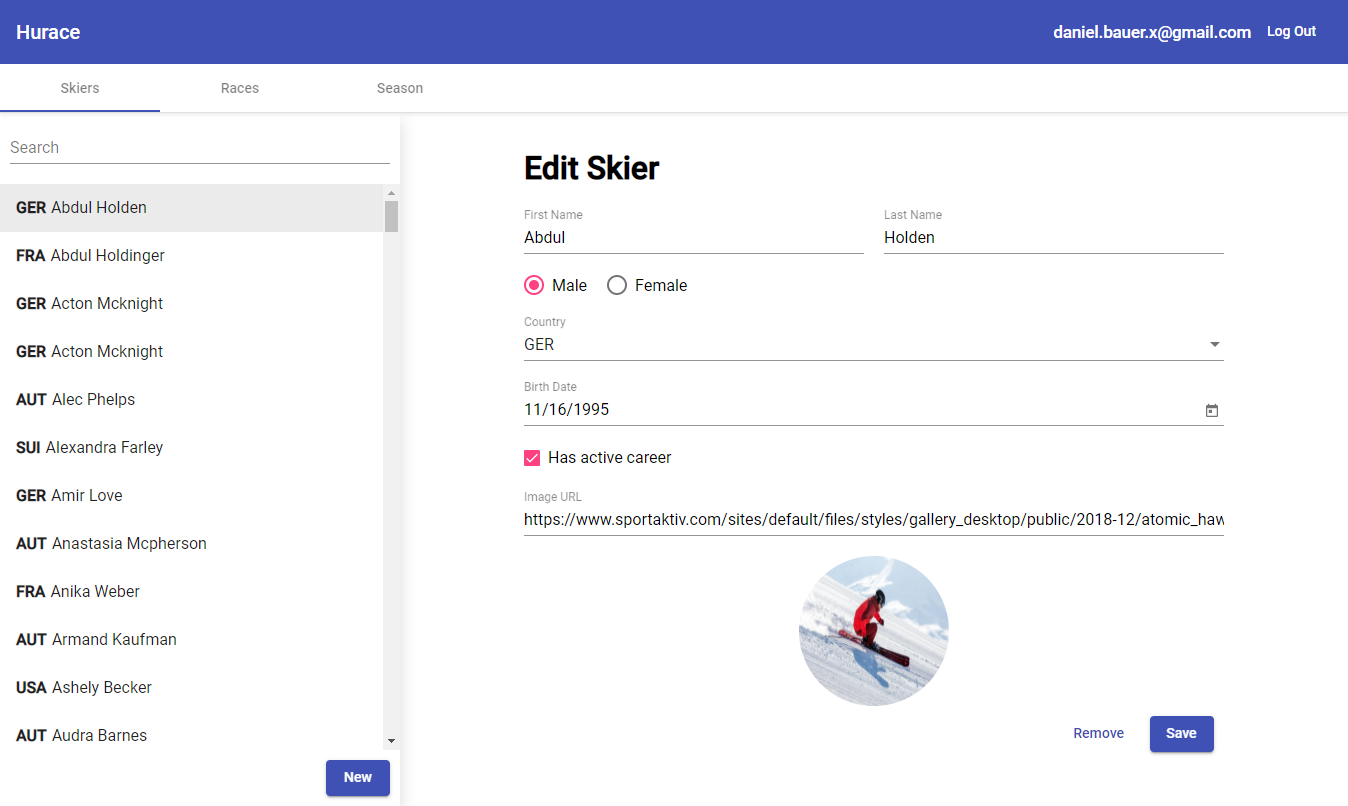 Hurace
daniel.bauer.x@gmail.com Log Out
Skiers Races Season
Search
GER Abdul Holden
FRA Abdul Holdinger
GER Acton Mcknight
GER Acton Mcknight
AUT Alec Phelps
SUI Alexandra Farley
GER Amir Love
AUT Anastasia Mcpherson
FRA Anika Weber
AUT Armand Kaufman
USA Ashely Becker
AUT Audra Barnes
New
Edit Skier
First Name
Abdul
Last Name
Holden
Male Female
Country
GER
Birth Date
11/16/1995
Has active career
Image URL
https://www.sportaktiv.com/sites/default/files/styles/gallery_desktop/public/2018-12/atomic_haw
Remove Save